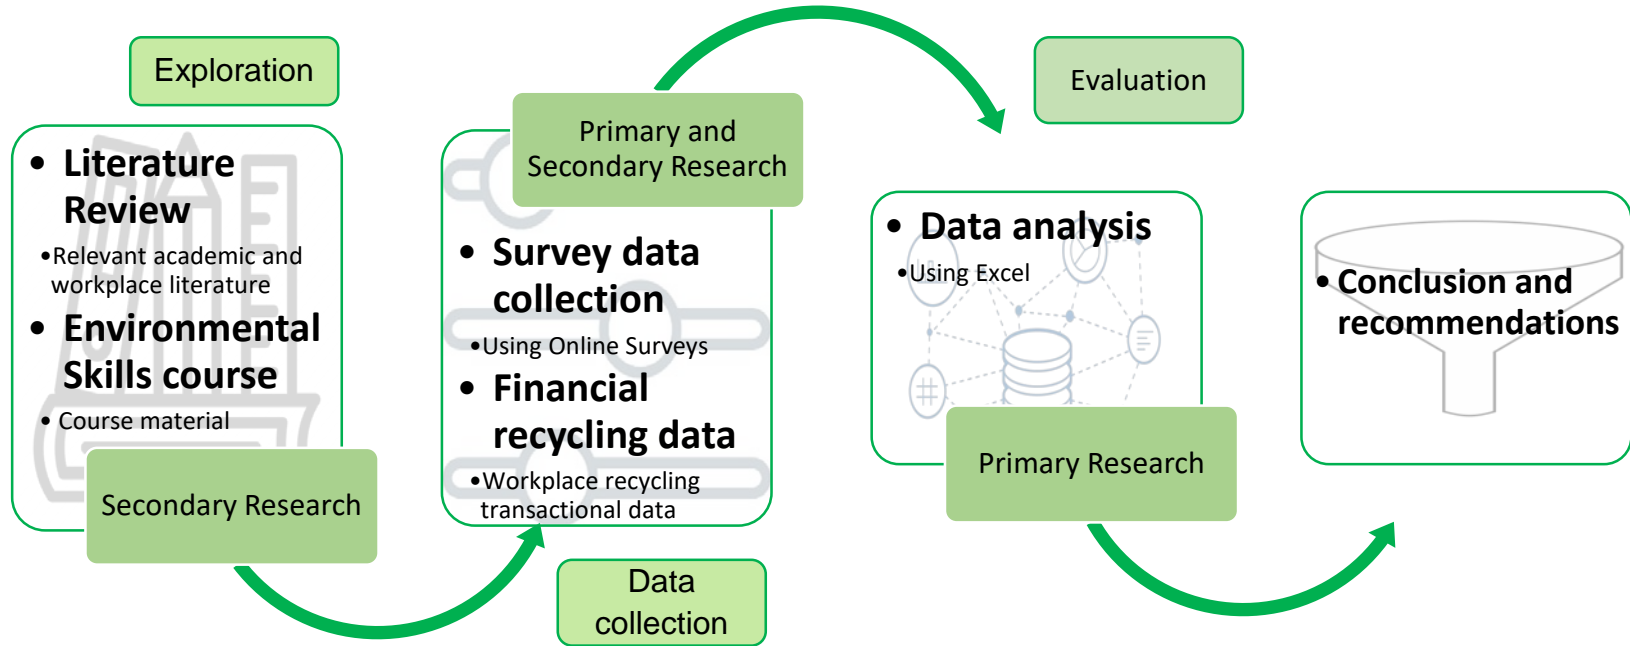 Exploration
• Literature
Review
•Relevant academic and
workplace literature
• Environmental
Skills course
• Course material
Secondary Research
Primary and
Secondary Research
• Survey data
collection
•Using Online Surveys
• Financial
recycling data
•Workplace recycling
transactional data
Data
collection
Evaluation
• Data analysis
•Using Excel
Primary Research
• Conclusion and
recommendations